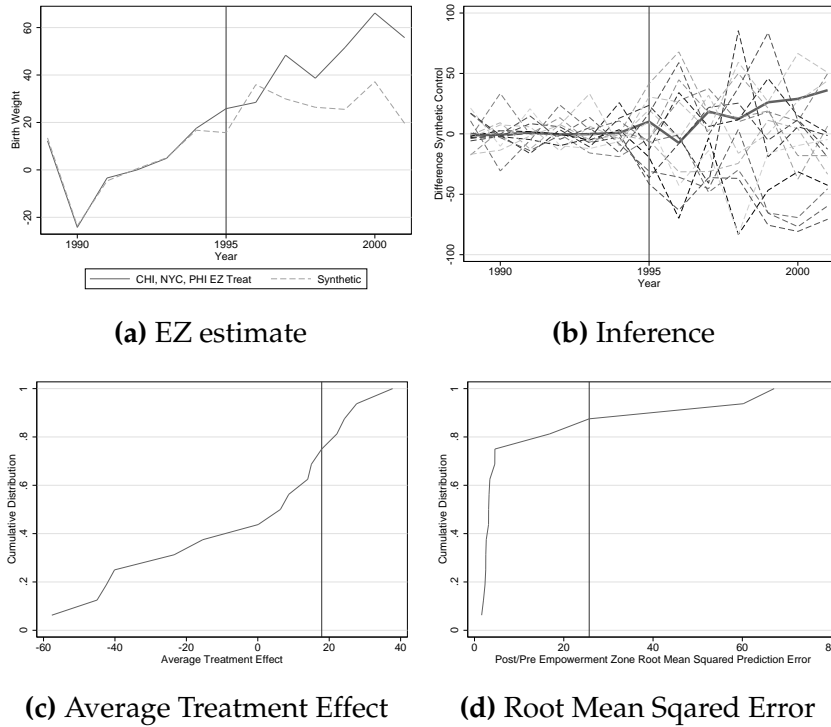 Birth Weight
-20 0 20 40 60
1990 1995 2000
Year
CHI, NYC, PHI EZ Treat Synthetic
(a) EZ estimate
Difference Synthetic Control
-100 -50 0 50 100
1990 1995 2000
Year
(b) Inference
Cumulative Distribution
0 .2 .4 .6 .8 1
-60 -40 -20 0 20 40
Average Treatment Effect
(c) Average Treatment Effect
Cumulative Distribution
0 .2 .4 .6 .8 1
0 20 40 60 80
Post/Pre Empowerment Zone Root Mean Squared Prediction Error
(d) Root Mean Sqared Error